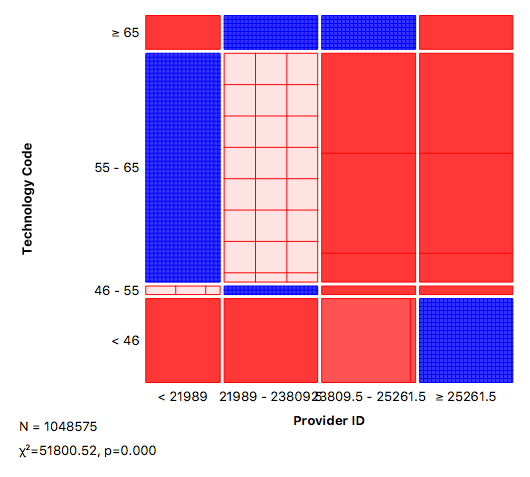 ≥ 65
55 - 65
46 - 55
< 46
Technology Code
< 21989
21989 - 23809.5
23809.5 - 25261.5
≥ 25261.5
Provider ID
N = 1048575
χ²=51800.52, p=0.000